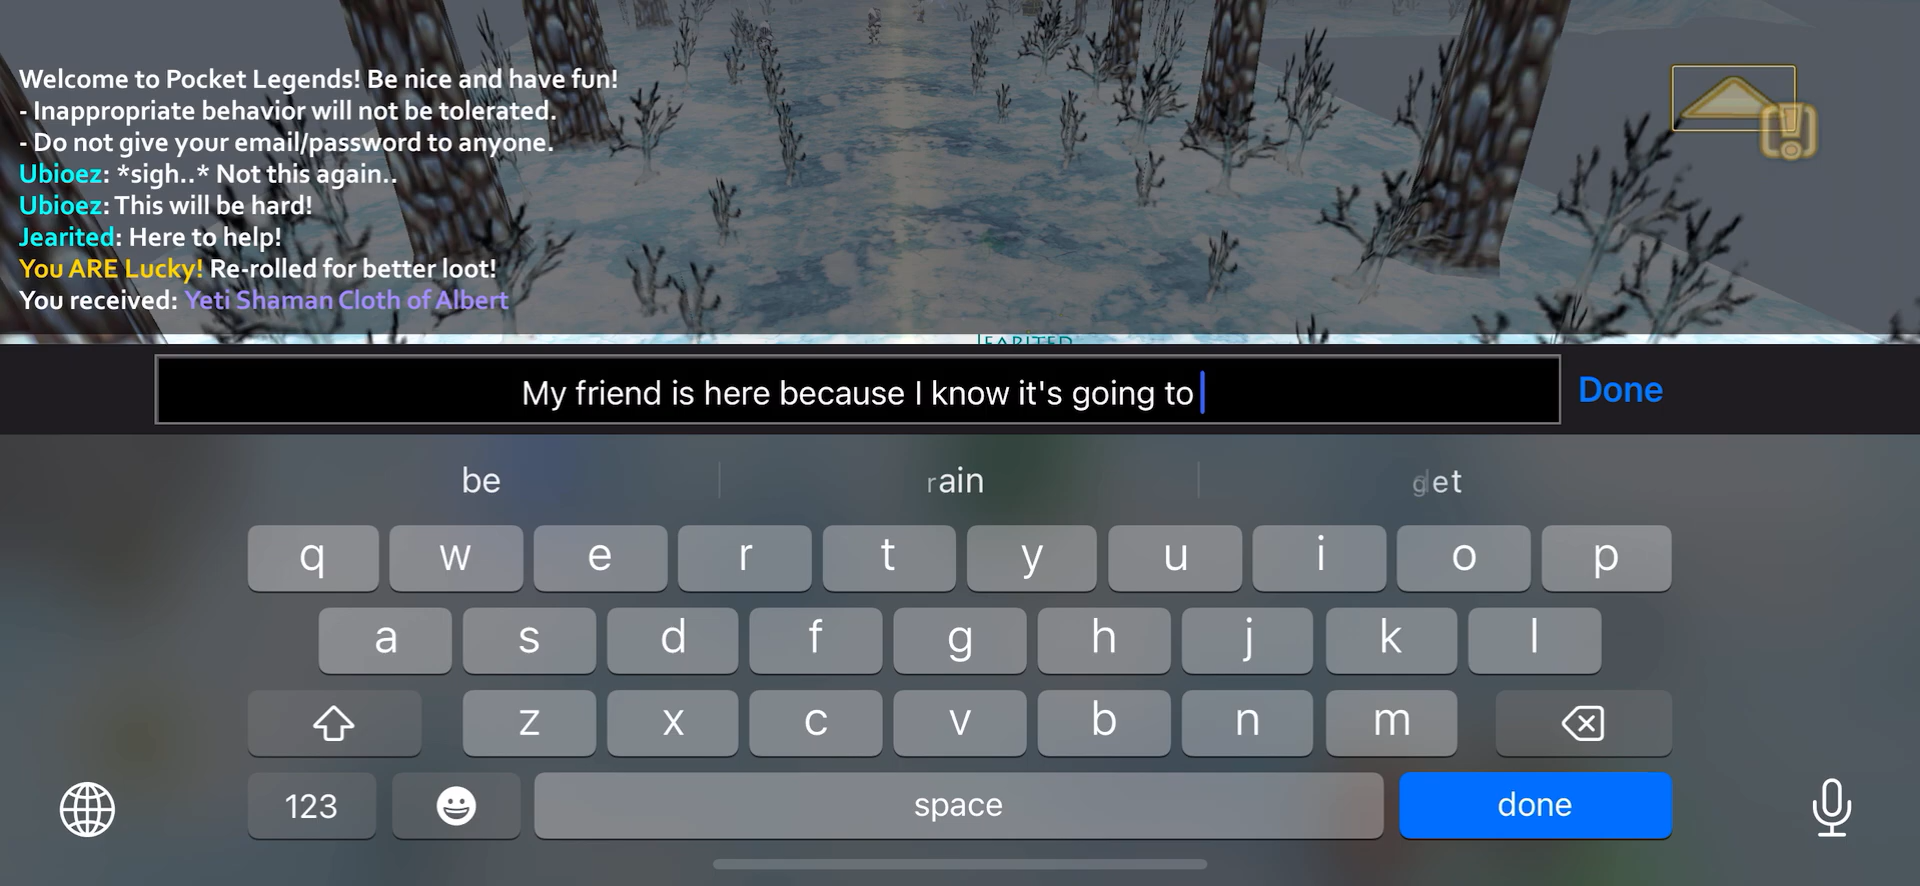 Welcome to Pocket Legends! Be nice and have fun!
- Inappropriate behavior will not be tolerated.
- Do not give your email/password to anyone.
Ubioez: *sigh..* Not this again..
Ubioez: This will be hard!
Jearited: Here to help!
You ARE Lucky! Re-rolled for better loot!
You received: Yeti Shaman Cloth of Albert
JEARITED
My friend is here because I know it's going to
Done
be rain get
q w e r t y u i o p
a s d f g h j k l
z x c v b n m
123 space done